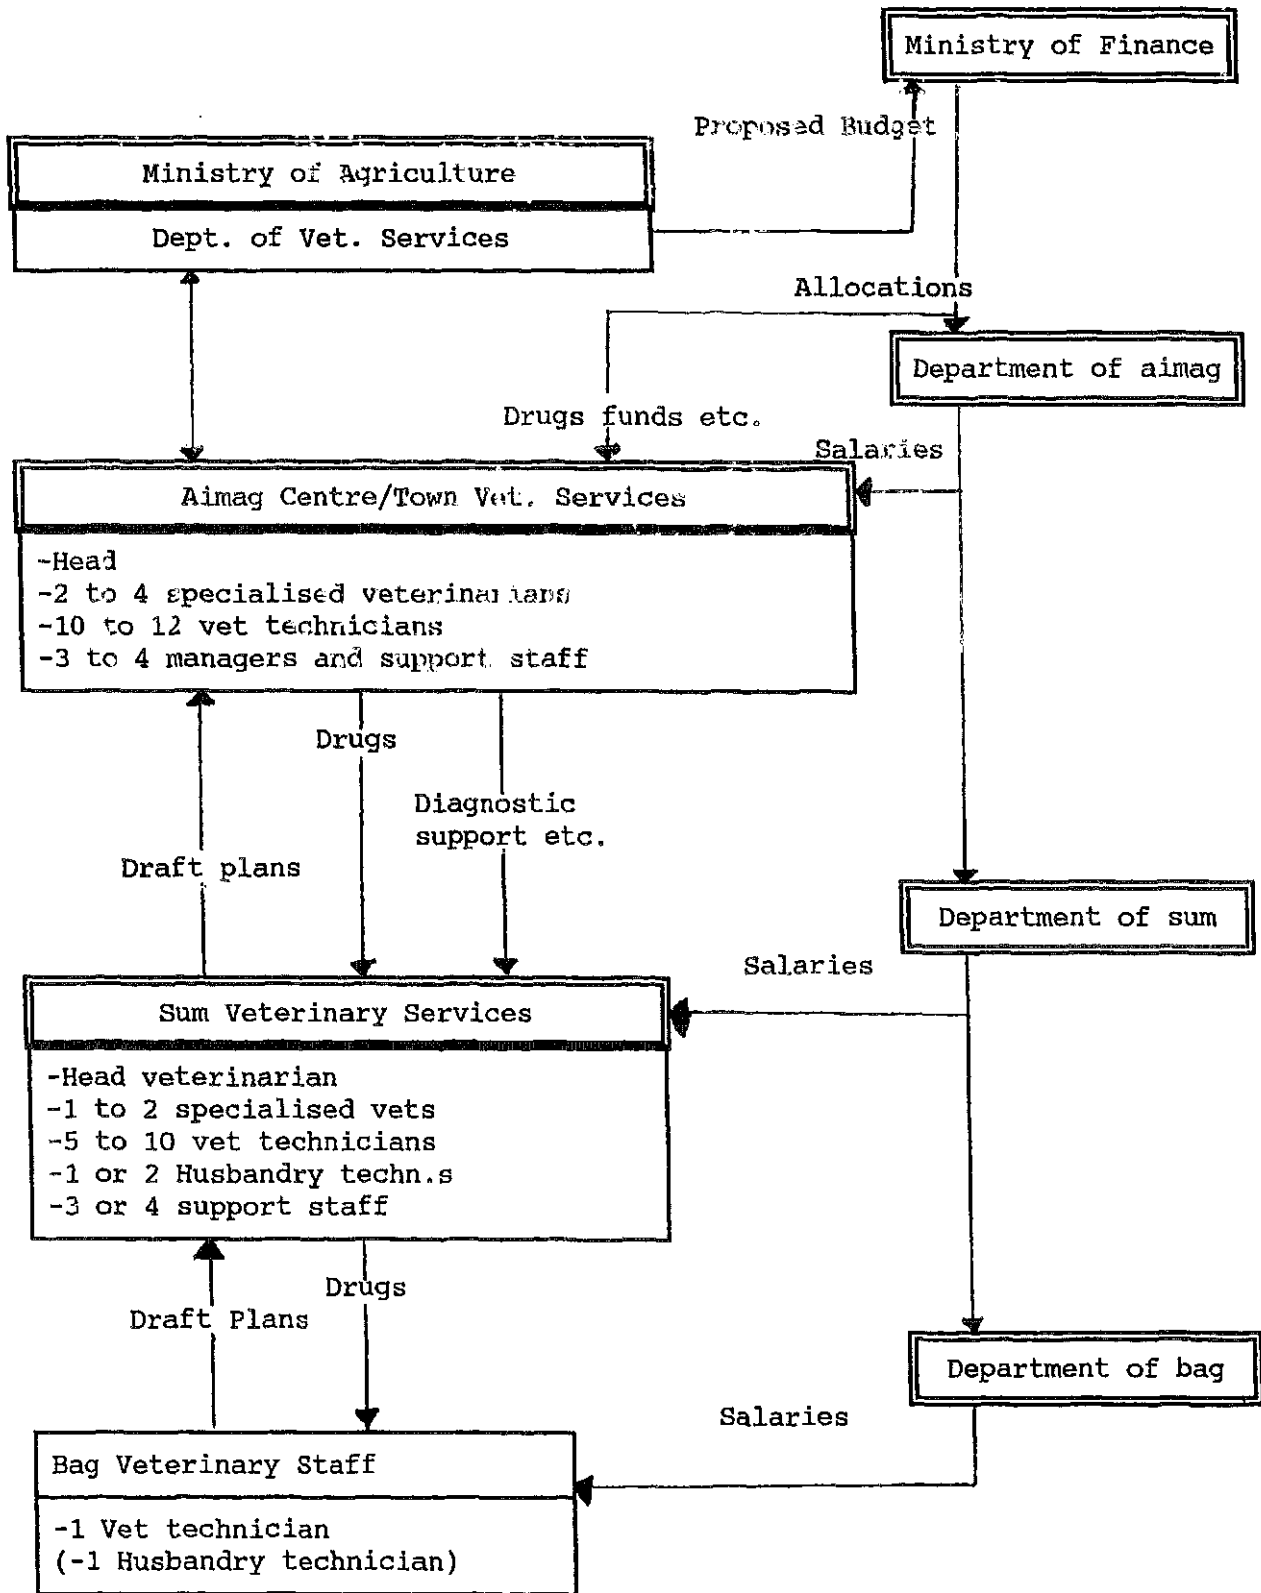 Ministry of Finance
Proposed Budget
Ministry of Agriculture
Dept. of Vet. Services
Allocations
Department of aimag
Drugs funds etc.
Salaries
Aimag Centre/Town Vet. Services
-Head
-2 to 4 specialised veterinarians
-10 to 12 vet technicians
-3 to 4 managers and support staff
Drugs
Diagnostic
support etc.
Draft plans
Department of sum
Salaries
Sum Veterinary Services
-Head veterinarian
-1 to 2 specialised vets
-5 to 10 vet technicians
-1 or 2 Husbandry techn.s
-3 or 4 support staff
Drugs
Draft Plans
Department of bag
Salaries
Bag Veterinary Staff
-1 Vet technician
(-1 Husbandry technician)